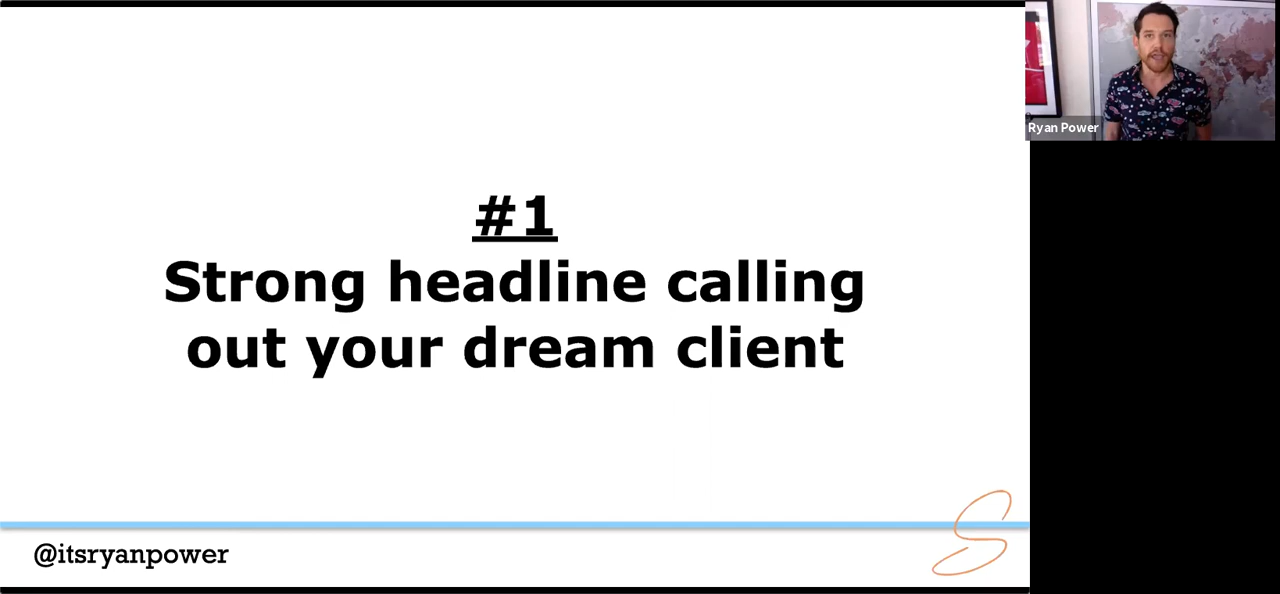 #1
Strong headline calling
out your dream client
@itsryanpower
Ryan Power